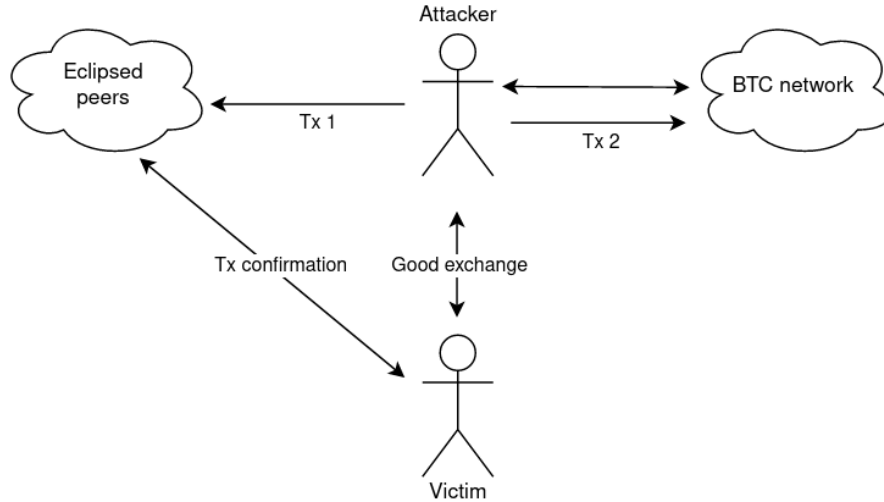 Attacker
Eclipsed
peers
BTC network
Tx 1
Tx 2
Tx confirmation
Good exchange
Victim